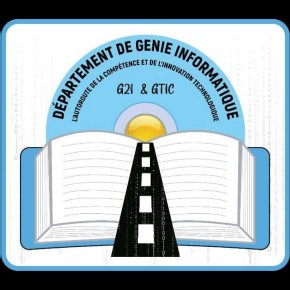 DÉPARTEMENT DE GENIE INFORMATIQUE
L'AUTOROUTE DE LA COMPÉTENCE ET DE L'INNOVATION TECHNOLOGIQUE
G2I & GTIC